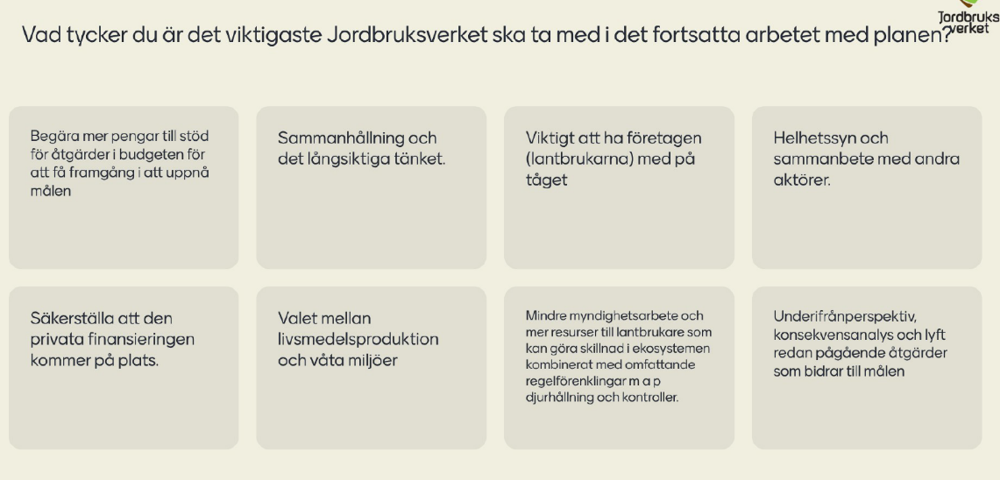 Jordbruks
verket
Vad tycker du är det viktigaste Jordbruksverket ska ta med i det fortsatta arbetet med planen?
Begära mer pengar till stöd
för åtgärder i budgeten för
att få framgång i att uppnå
målen
Sammanhållning och
det långsiktiga tänket.
Viktigt att ha företagen
(lantbrukarna) med på
tåget
Helhetssyn och
sammanbete med andra
aktörer.
Säkerställa att den
privata finansieringen
kommer på plats.
Valet mellan
livsmedelsproduktion
och våta miljöer
Mindre myndighetsarbete och
mer resurser till lantbrukare som
kan göra skillnad i ekosystemen
kombinerat med omfattande
regelförenklingar m a p
djurhållning och kontroller.
Underifrånperspektiv,
konsekvensanalys och lyft
redan pågående åtgärder
som bidrar till målen